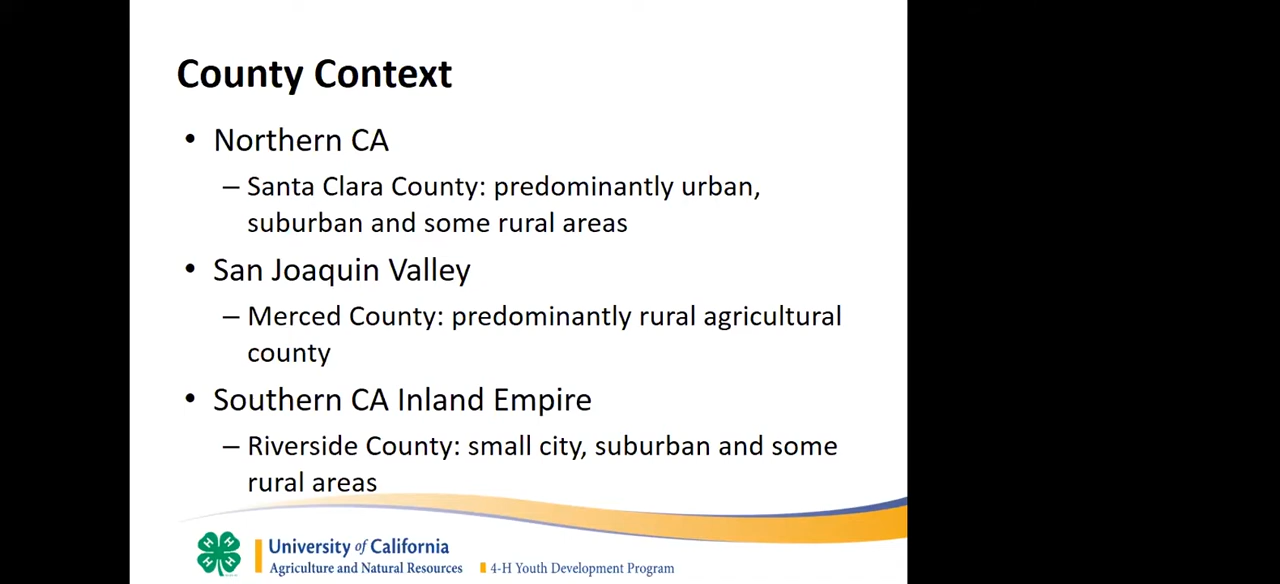 County Context
• Northern CA
– Santa Clara County: predominantly urban,
suburban and some rural areas
• San Joaquin Valley
– Merced County: predominantly rural agricultural
county
• Southern CA Inland Empire
– Riverside County: small city, suburban and some
rural areas
H H H H
University of California
Agriculture and Natural Resources
4-H Youth Development Program